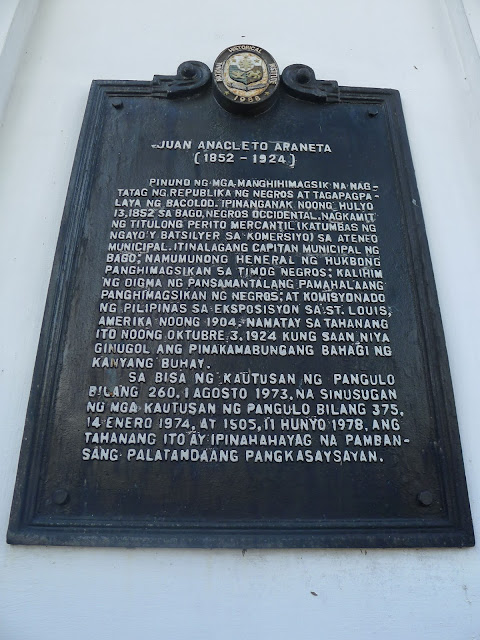 NATIONAL HISTORICAL INSTITUTE
1988
JUAN ANACLETO ARANETA
(1852 - 1924)
PINUNO NG MGA MANGHIHIMAGSIK NA NAG-
TATAG NG REPUBLIKA NG NEGROS AT TAGAPAGPA-
LAYA NG BACOLOD. IPINANGANAK NOONG HULYO
13, 1852 SA BAGO, NEGROS OCCIDENTAL. NAGKAMIT
NG TITULONG PERITO MERCANTIL (KATUMBAS NG
NGAYO'Y BATSILYER SA KOMERSIYO) SA ATENEO
MUNICIPAL. ITINALAGANG CAPITAN MUNICIPAL NG
BAGO; NAMUMUNONG HENERAL NG HUKBONG
PANGHIMAGSIKAN SA TIMOG NEGROS; KALIHIM
NG DIGMA NG PANSAMANTALANG PAMAHALAANG
PANGHIMAGSIKAN NG NEGROS; AT KOMISYONADO
NG PILIPINAS SA EKSPOSISYON SA ST. LOUIS,
AMERIKA NOONG 1904. NAMATAY SA TAHANANG
ITO NOONG OKTUBRE 3, 1924 KUNG SAAN NIYA
GINUGOL ANG PINAKAMABUNGANG BAHAGI NG
KANYANG BUHAY.
SA BISA NG KAUTUSAN NG PANGULO
BILANG 260, 1 AGOSTO 1973, NA SINUSUGAN
NG MGA KAUTUSAN NG PANGULO BILANG 375,
14 ENERO 1974, AT 1505, 11 HUNYO 1978, ANG
TAHANANG ITO AY IPINAHAHAYAG NA PAMBAN-
SANG PALATANDAANG PANGKASAYSAYAN.